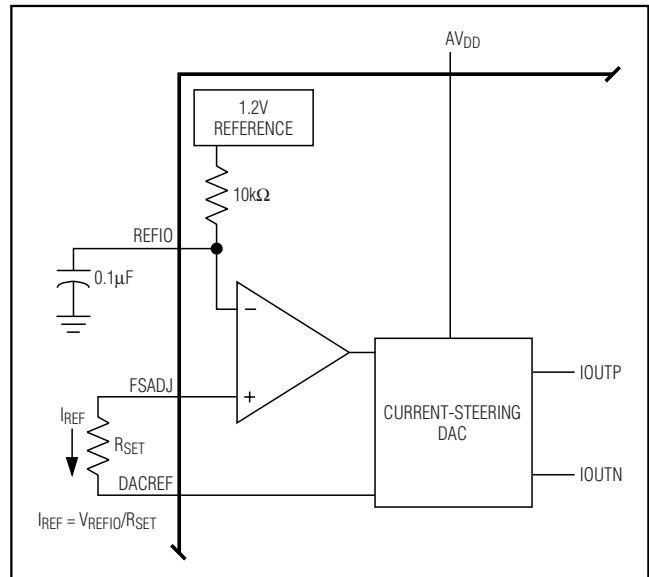 AVDD
1.2V
REFERENCE
10kΩ
REFIO
0.1µF
−
FSADJ
+
IREF
RSET
CURRENT-STEERING
DAC
IOUTP
IOUTN
DACREF
IREF = VREFIO/RSET